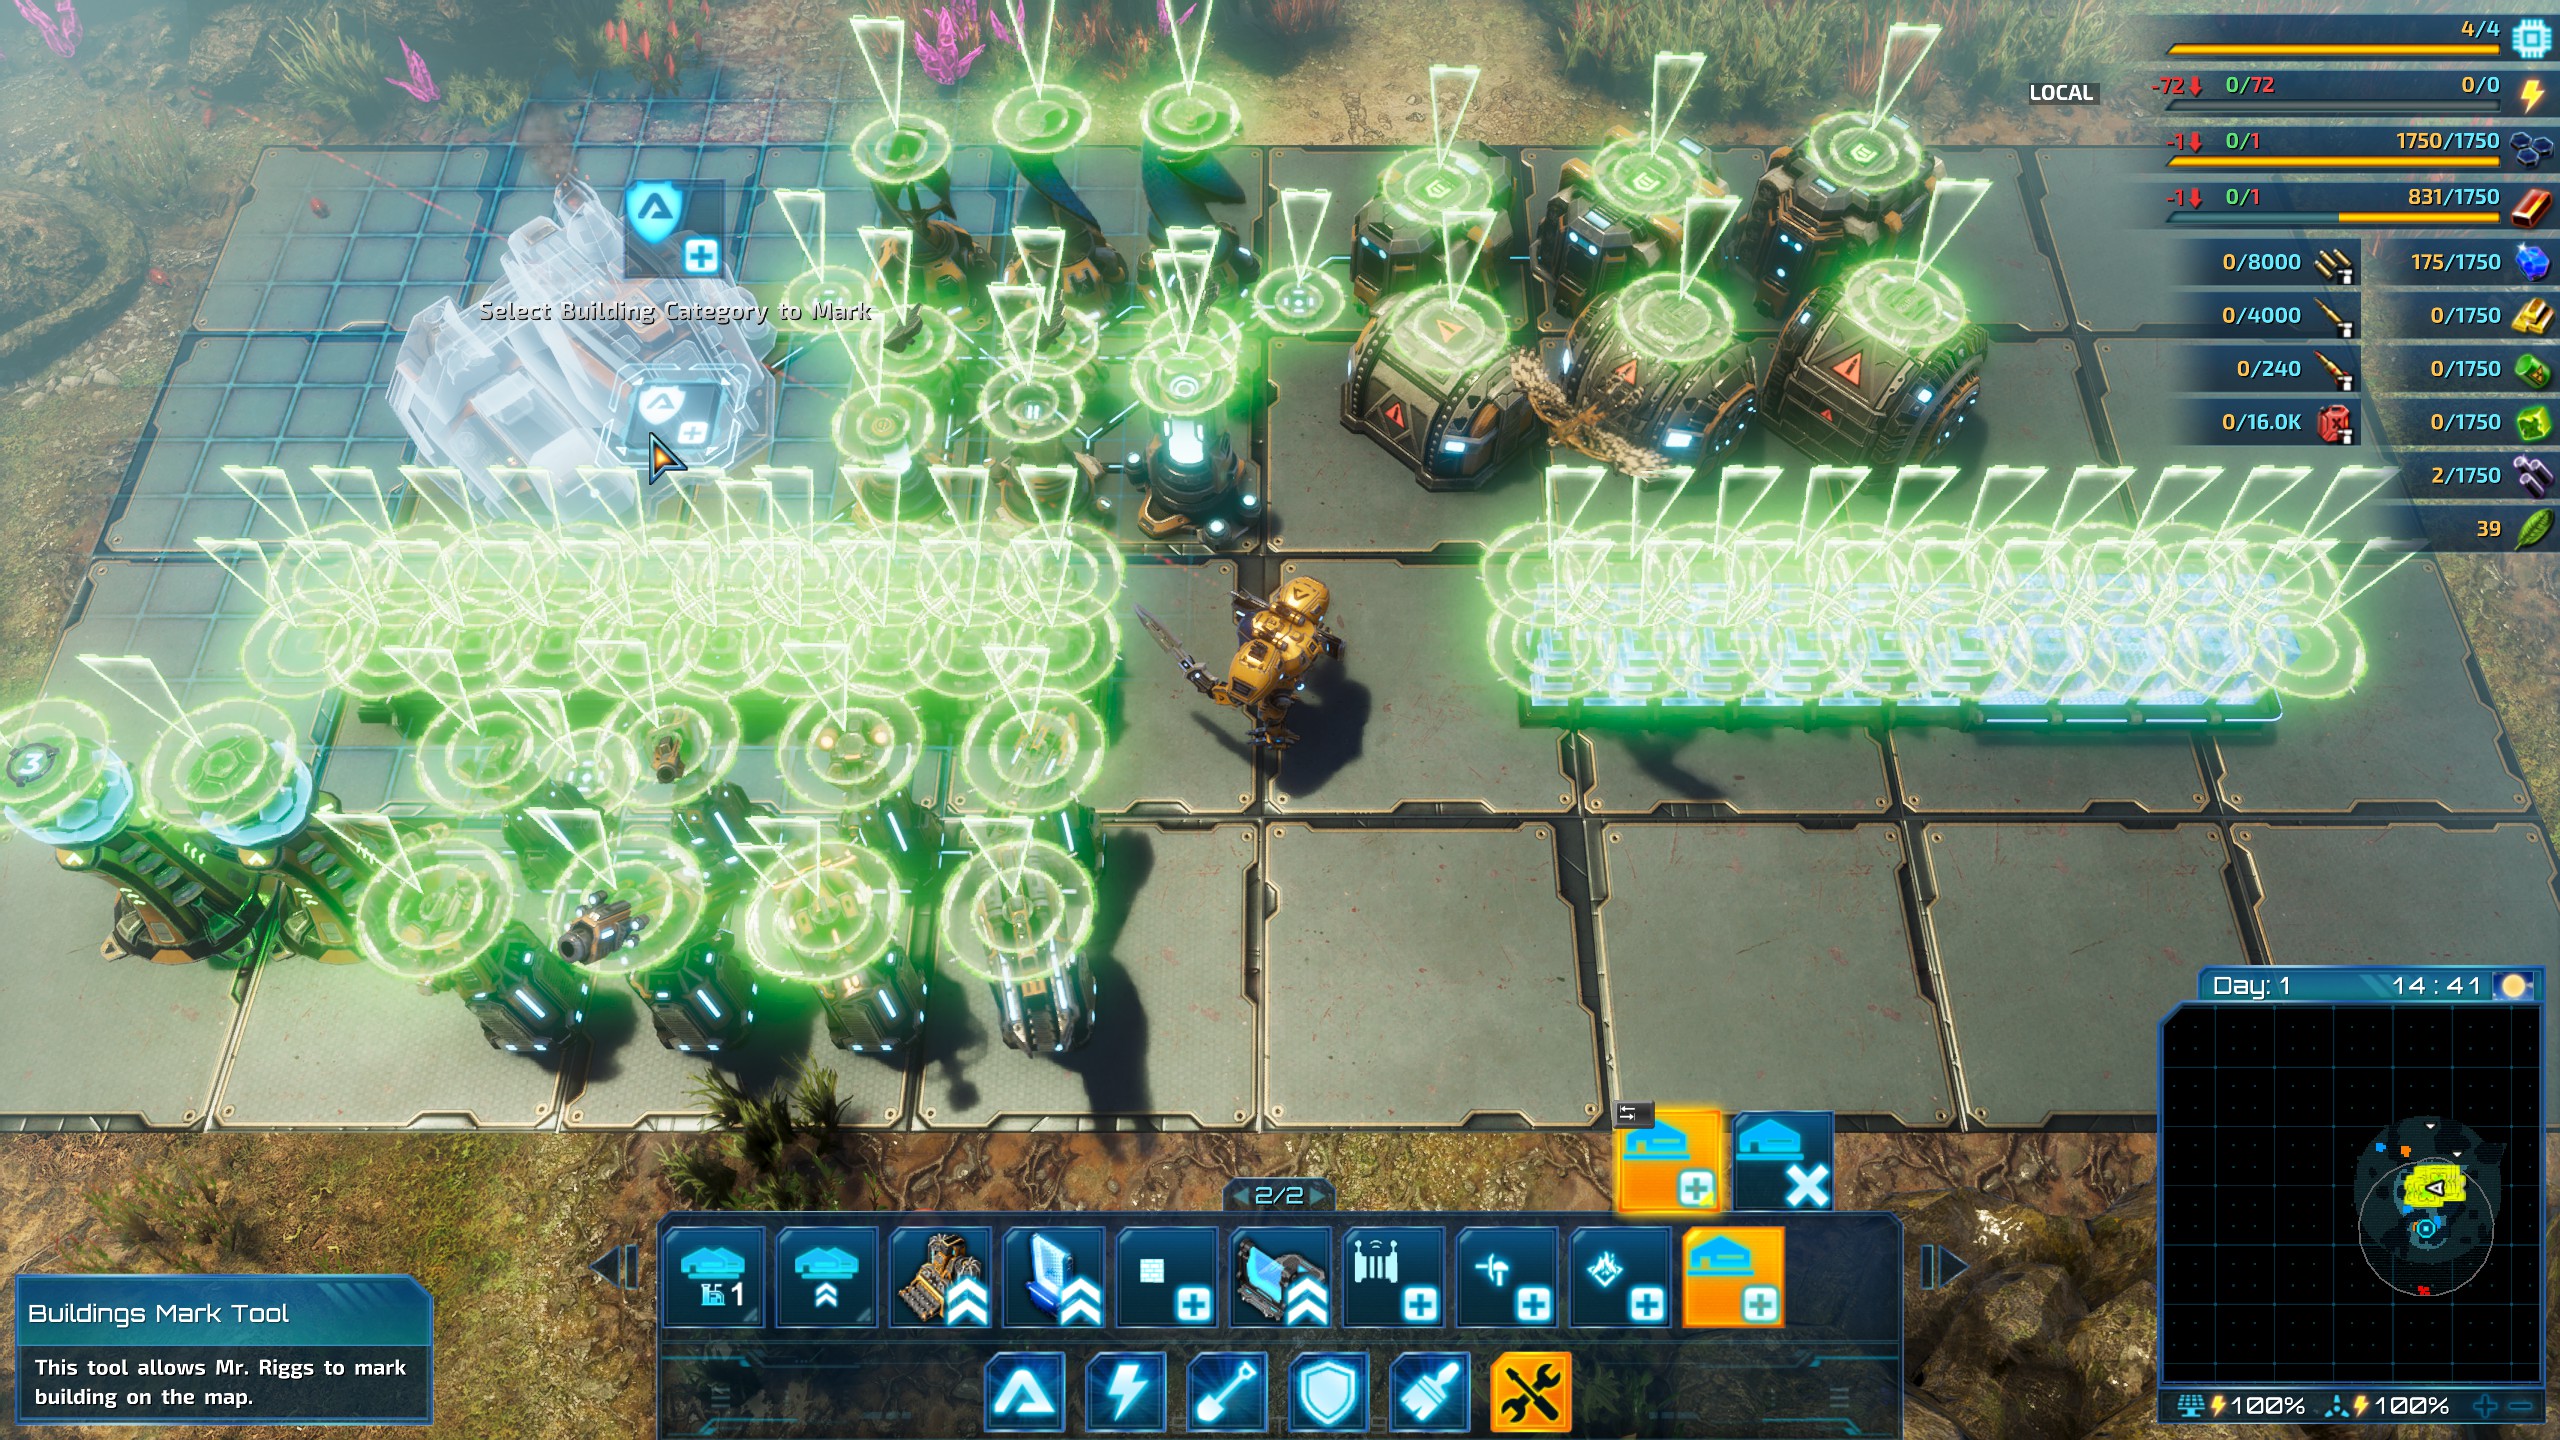 4/4
LOCAL
-72 0/72 0/0
-1 0/1 1750/1750
-1 0/1 831/1750
0/8000 175/1750
0/4000 0/1750
0/240 0/1750
0/16.0K 0/1750
2/1750
39
Select Building Category to Mark
3
Day: 1 14:41
2/2
1
Buildings Mark Tool
This tool allows Mr. Riggs to mark
building on the map.
100% 100%